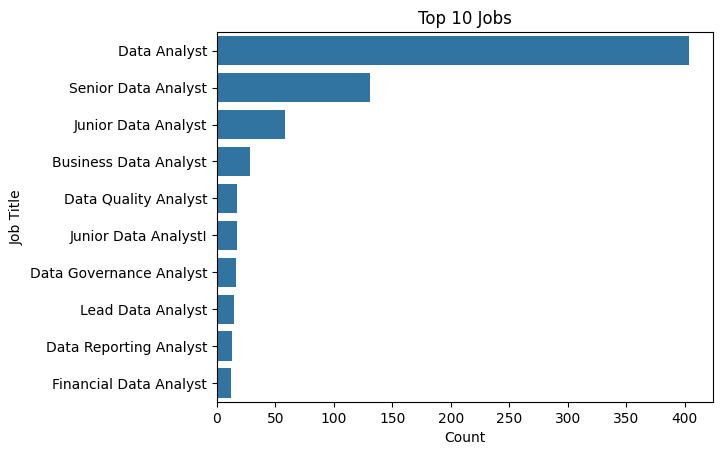 Top 10 Jobs
Job Title
Data Analyst
Senior Data Analyst
Junior Data Analyst
Business Data Analyst
Data Quality Analyst
Junior Data AnalystI
Data Governance Analyst
Lead Data Analyst
Data Reporting Analyst
Financial Data Analyst
0 50 100 150 200 250 300 350 400
Count